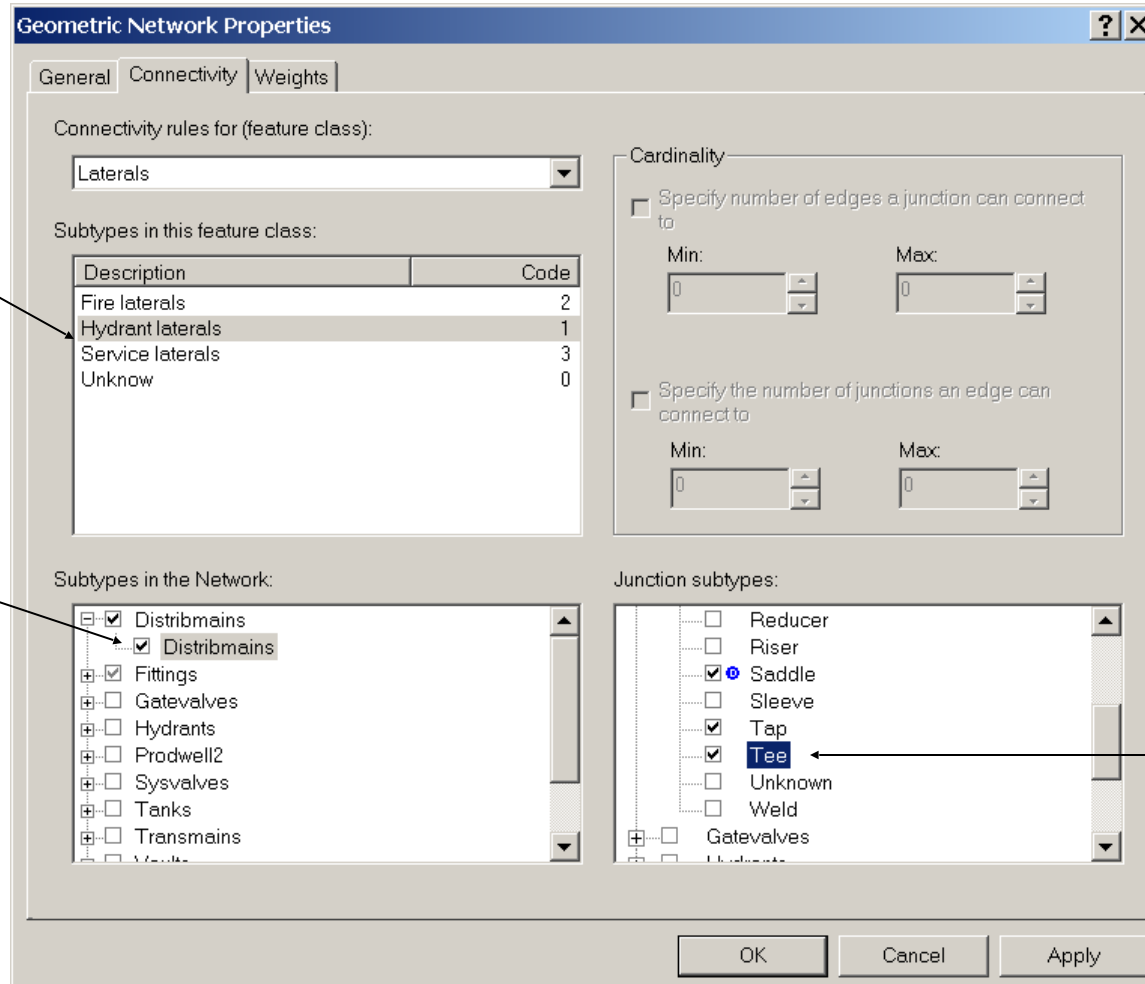 Geometric Network Properties
General Connectivity Weights
Connectivity rules for (feature class):
Laterals
Subtypes in this feature class:
Description Code
Fire laterals 2
Hydrant laterals 1
Service laterals 3
Unknow 0
Cardinality
Specify number of edges a junction can connect
to
Min: Max:
0 0
Specify the number of junctions an edge can
connect to
Min: Max:
0 0
Subtypes in the Network:
Distribmains
Distribmains
Fittings
Gatevalves
Hydrants
Prodwell2
Sysvalves
Tanks
Transmains
Vaults
Junction subtypes:
Reducer
Riser
D Saddle
Sleeve
Tap
Tee
Unknown
Weld
Gatevalves
Hydrants
OK Cancel Apply